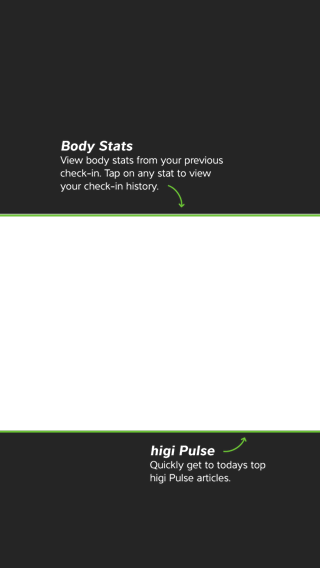 Body Stats
View body stats from your previous
check-in. Tap on any stat to view
your check-in history.
higi Pulse
Quickly get to todays top
higi Pulse articles.